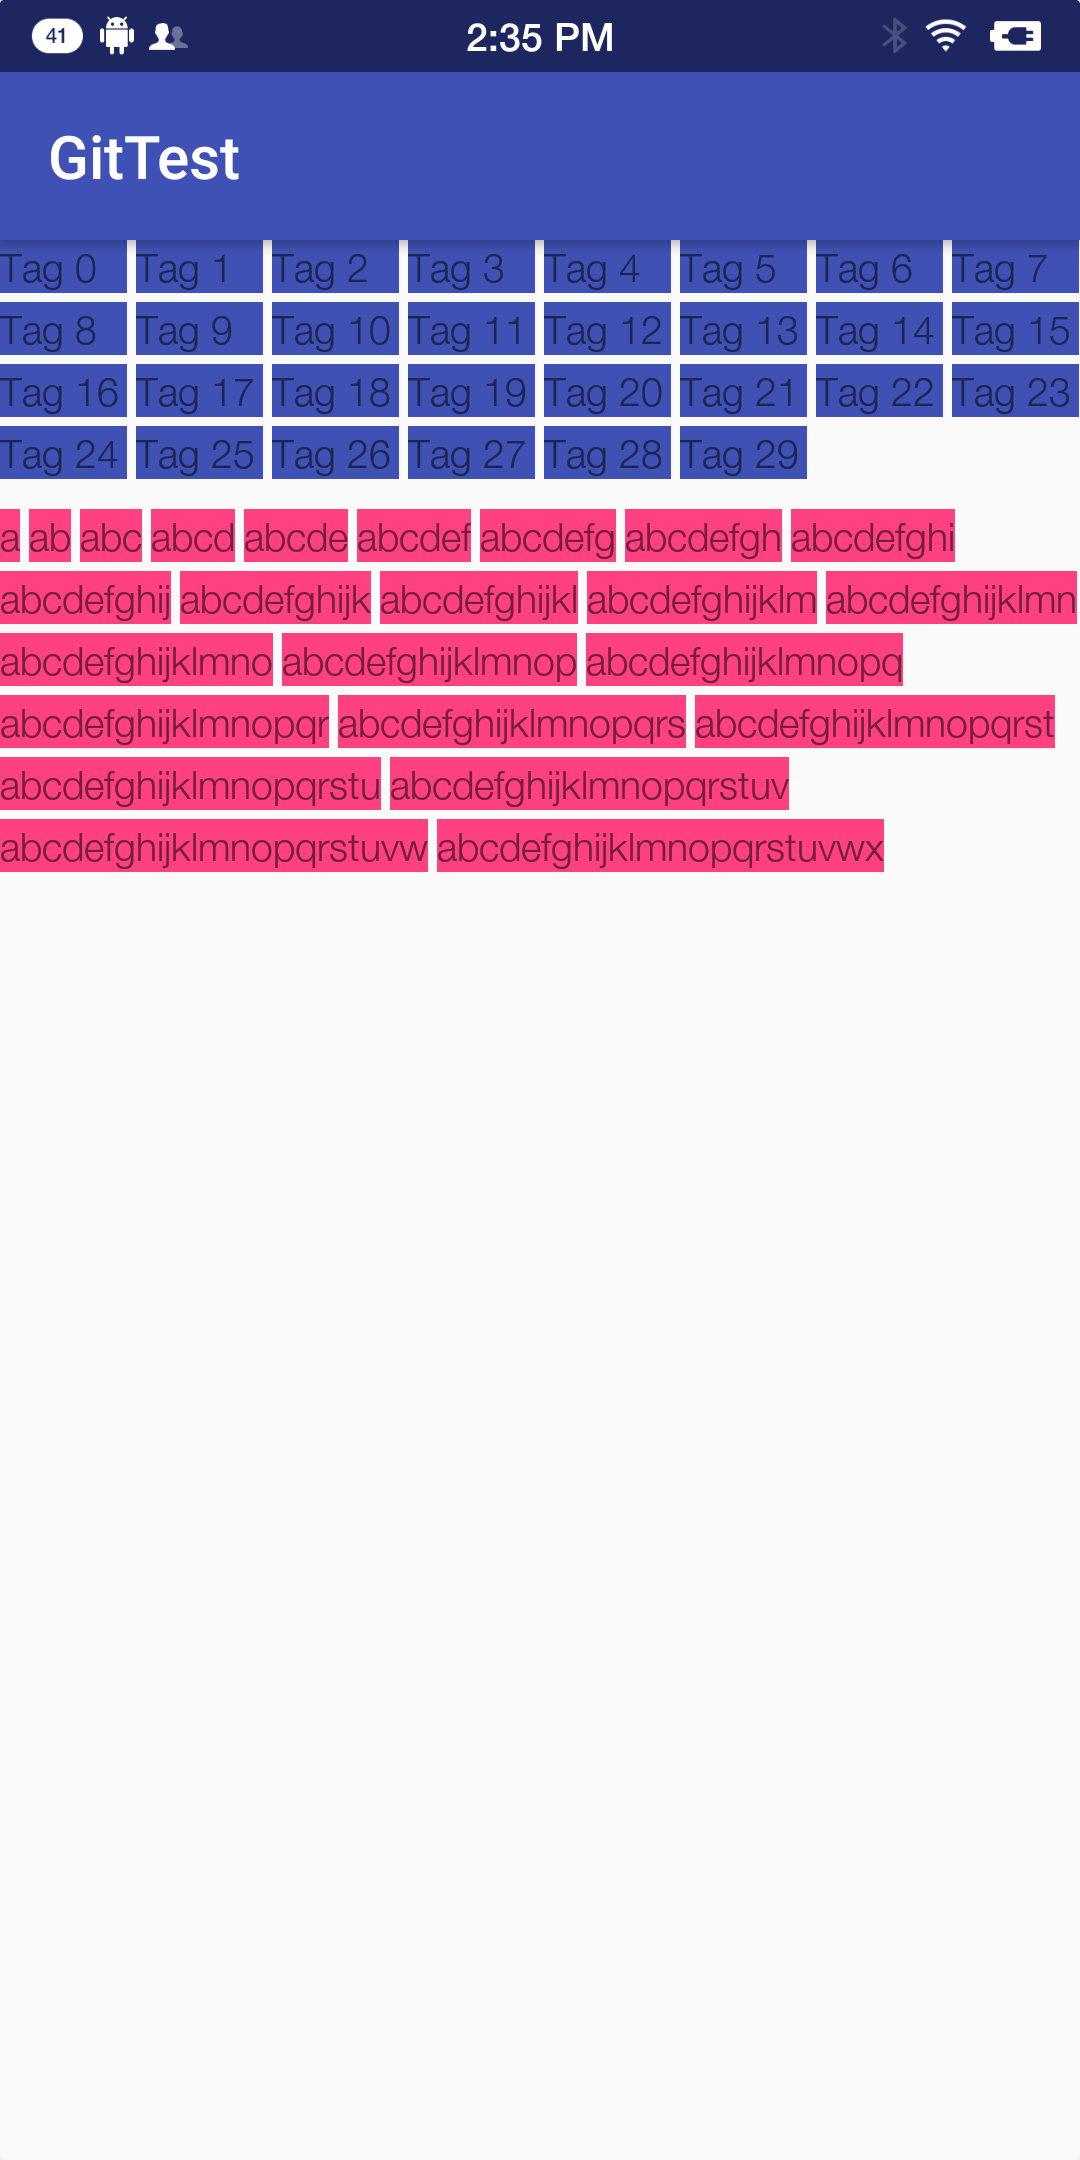 41 2:35 PM
GitTest
Tag 0 Tag 1 Tag 2 Tag 3 Tag 4 Tag 5 Tag 6 Tag 7
Tag 8 Tag 9 Tag 10 Tag 11 Tag 12 Tag 13 Tag 14 Tag 15
Tag 16 Tag 17 Tag 18 Tag 19 Tag 20 Tag 21 Tag 22 Tag 23
Tag 24 Tag 25 Tag 26 Tag 27 Tag 28 Tag 29
a ab abc abcd abcde abcdef abcdefg abcdefgh abcdefghi
abcdefghij abcdefghijk abcdefghijkl abcdefghijklm abcdefghijklmn
abcdefghijklmno abcdefghijklmnop abcdefghijklmnopq
abcdefghijklmnopqr abcdefghijklmnopqrs abcdefghijklmnopqrst
abcdefghijklmnopqrstu abcdefghijklmnopqrstuv
abcdefghijklmnopqrstuvw abcdefghijklmnopqrstuvwx